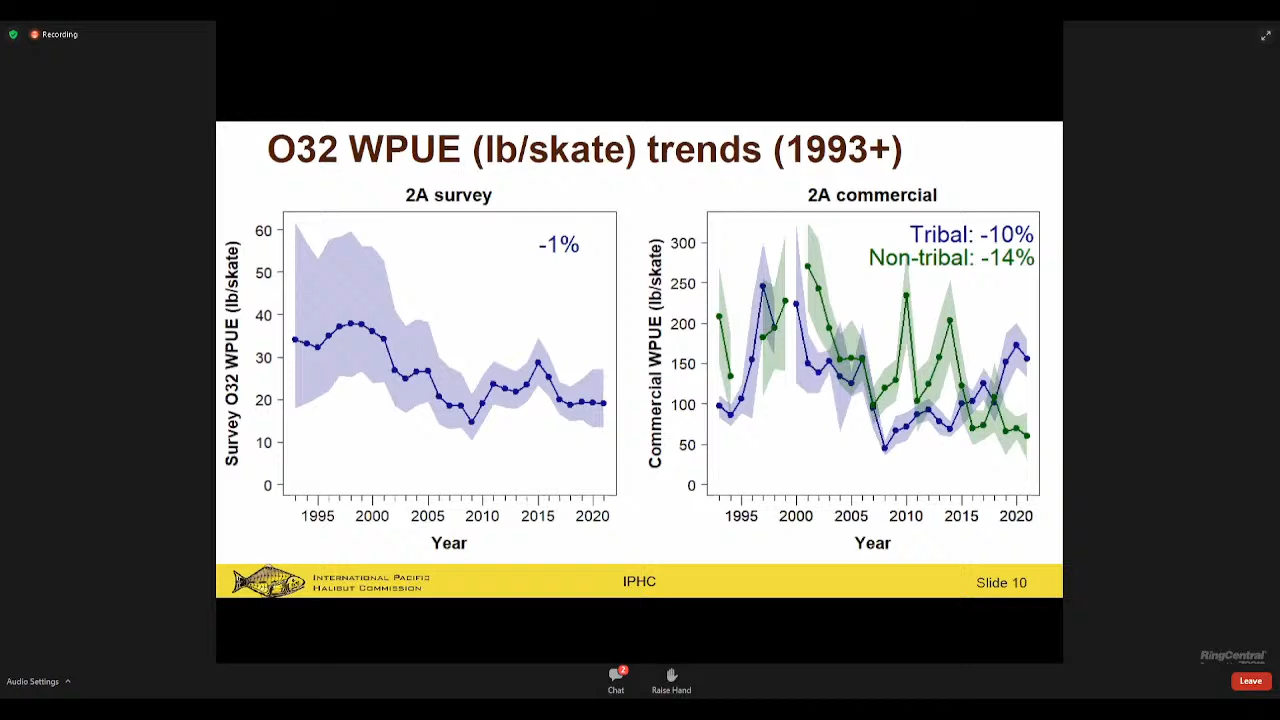 Recording
O32 WPUE (lb/skate) trends (1993+)
2A survey
Survey O32 WPUE (lb/skate)
60
50
40
30
20
10
0
-1%
1995 2000 2005 2010 2015 2020
Year
2A commercial
Commercial WPUE (lb/skate)
300
250
200
150
100
50
0
Tribal: -10%
Non-tribal: -14%
1995 2000 2005 2010 2015 2020
Year
INTERNATIONAL PACIFIC
HALIBUT COMMISSION
IPHC
Slide 10
RingCentral
Audio Settings
2
Chat
Raise Hand
Leave